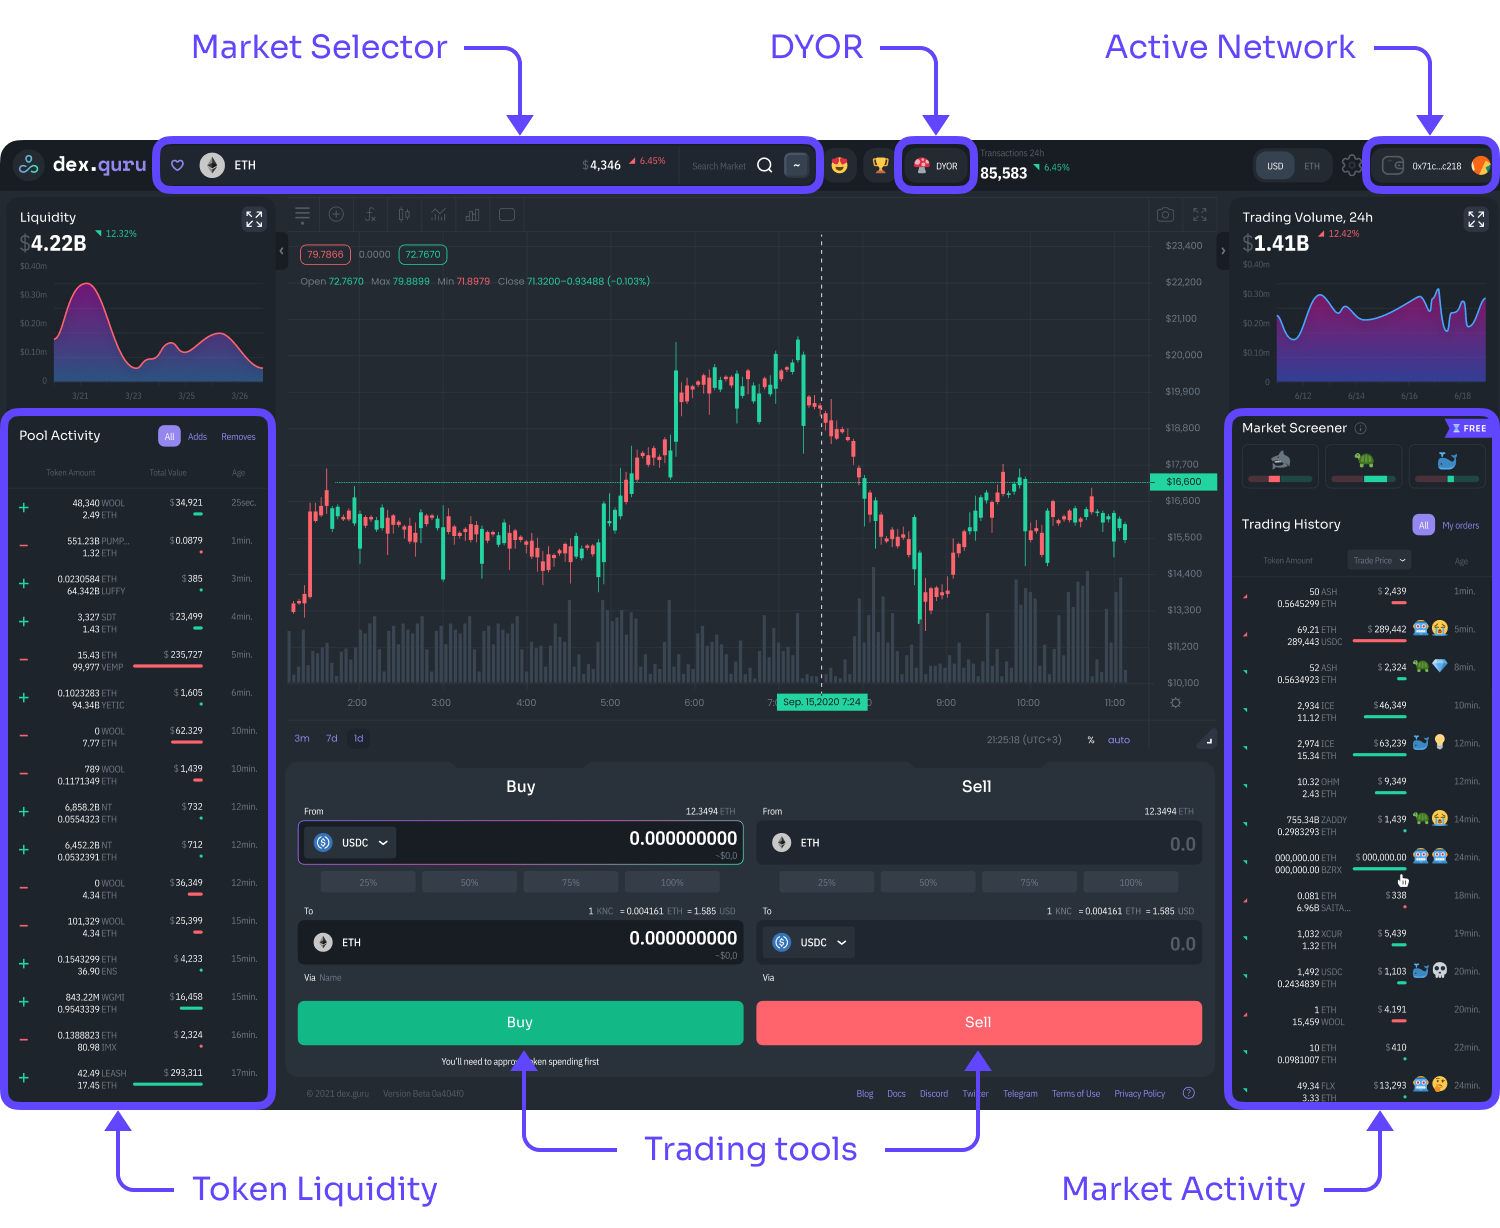 Market Selector
DYOR
Active Network
dex.guru
ETH
$4,346
6.45%
Search Market
~
DYOR
Transactions 24h
85,583
6.45%
USD
ETH
0x71c...c218
Liquidity
$4.22B
12.32%
$0.40m
$0.30m
$0.20m
$0.10m
0
3/21
3/23
3/25
3/26
Pool Activity
All
Adds
Removes
Token Amount
Total Value
Age
48,340 WOOL
2.49 ETH
$34,921
25sec.
551.23B PUMP...
1.32 ETH
$0.0879
1min.
0.0230584 ETH
64.342B LUFFY
$385
3min.
3,327 SDT
1.43 ETH
$23,499
4min.
15.43 ETH
99,977 VEMP
$235,727
5min.
0.1023283 ETH
94.34B YETIC
$1,605
6min.
0 WOOL
7.77 ETH
$62.329
10min.
789 WOOL
0.1171349 ETH
$1,439
10min.
6,858.2B NT
0.0554323 ETH
$732
12min.
6,452.2B NT
0.0532391 ETH
$712
12min.
0 WOOL
4.34 ETH
$36,349
12min.
101,329 WOOL
4.34 ETH
$25,399
15min.
0.1543299 ETH
36.90 ENS
$4,233
15min.
843.22M WGMI
0.9543339 ETH
$16,458
15min.
0.1388823 ETH
80.98 IMX
$2,324
16min.
42.49 LEASH
17.45 ETH
$293,311
17min.
79.7866
0.0000
72.7670
Open 72.7670 Max 79.8899 Min 71.8979 Close 71.3200–0.93488 (–0.103%)
$23,400
$22,200
$21,100
$20,000
$19,900
$18,800
$17,700
$16,600
$16,600
$15,500
$14,400
$13,300
$11,200
$10,100
2:00
3:00
4:00
5:00
6:00
Sep. 15,2020 7:24
9:00
10:00
11:00
3m
7d
1d
21:25:18 (UTC+3)
%
auto
Buy
From
12.3494 ETH
USDC
0.000000000
~$0,0
25%
50%
75%
100%
To
1 KNC = 0.004161 ETH = 1.585 USD
ETH
0.000000000
~$0,0
Via Name
Buy
Sell
From
12.3494 ETH
ETH
0.0
25%
50%
75%
100%
To
1 KNC = 0.004161 ETH = 1.585 USD
USDC
0.0
Via
Sell
You'll need to approve token spending first
© 2021 dex.guru
Version Beta 0a404f0
Blog
Docs
Discord
Twitter
Telegram
Terms of Use
Privacy Policy
?
Trading Volume, 24h
$1.41B
12.42%
$0.40m
$0.30m
$0.20m
$0.10m
0
6/12
6/14
6/16
6/18
Market Screener
FREE
Trading History
All
My orders
Token Amount
Trade Price
Age
50 ASH
0.5645299 ETH
$2,439
1min.
69.21 ETH
289,443 USDC
$289,442
5min.
52 ASH
0.5634923 ETH
$2,324
8min.
2,934 ICE
11.12 ETH
$46,349
10min.
2,974 ICE
15.34 ETH
$63,239
12min.
10.32 OHM
2.43 ETH
$9,349
12min.
755.34B ZADDY
0.2983293 ETH
$1,439
14min.
000,000.00 ETH
000,000.00 BZRX
$000,000.00
24min.
0.081 ETH
6.96B SAITA...
$338
18min.
1,032 XCUR
1.32 ETH
$5,439
19min.
1,492 USDC
0.2434839 ETH
$1,103
20min.
1 ETH
15,459 WOOL
$4.191
20min.
10 ETH
0.0981007 ETH
$410
22min.
49.34 FLX
3.33 ETH
$13,293
24min.
Trading tools
Token Liquidity
Market Activity